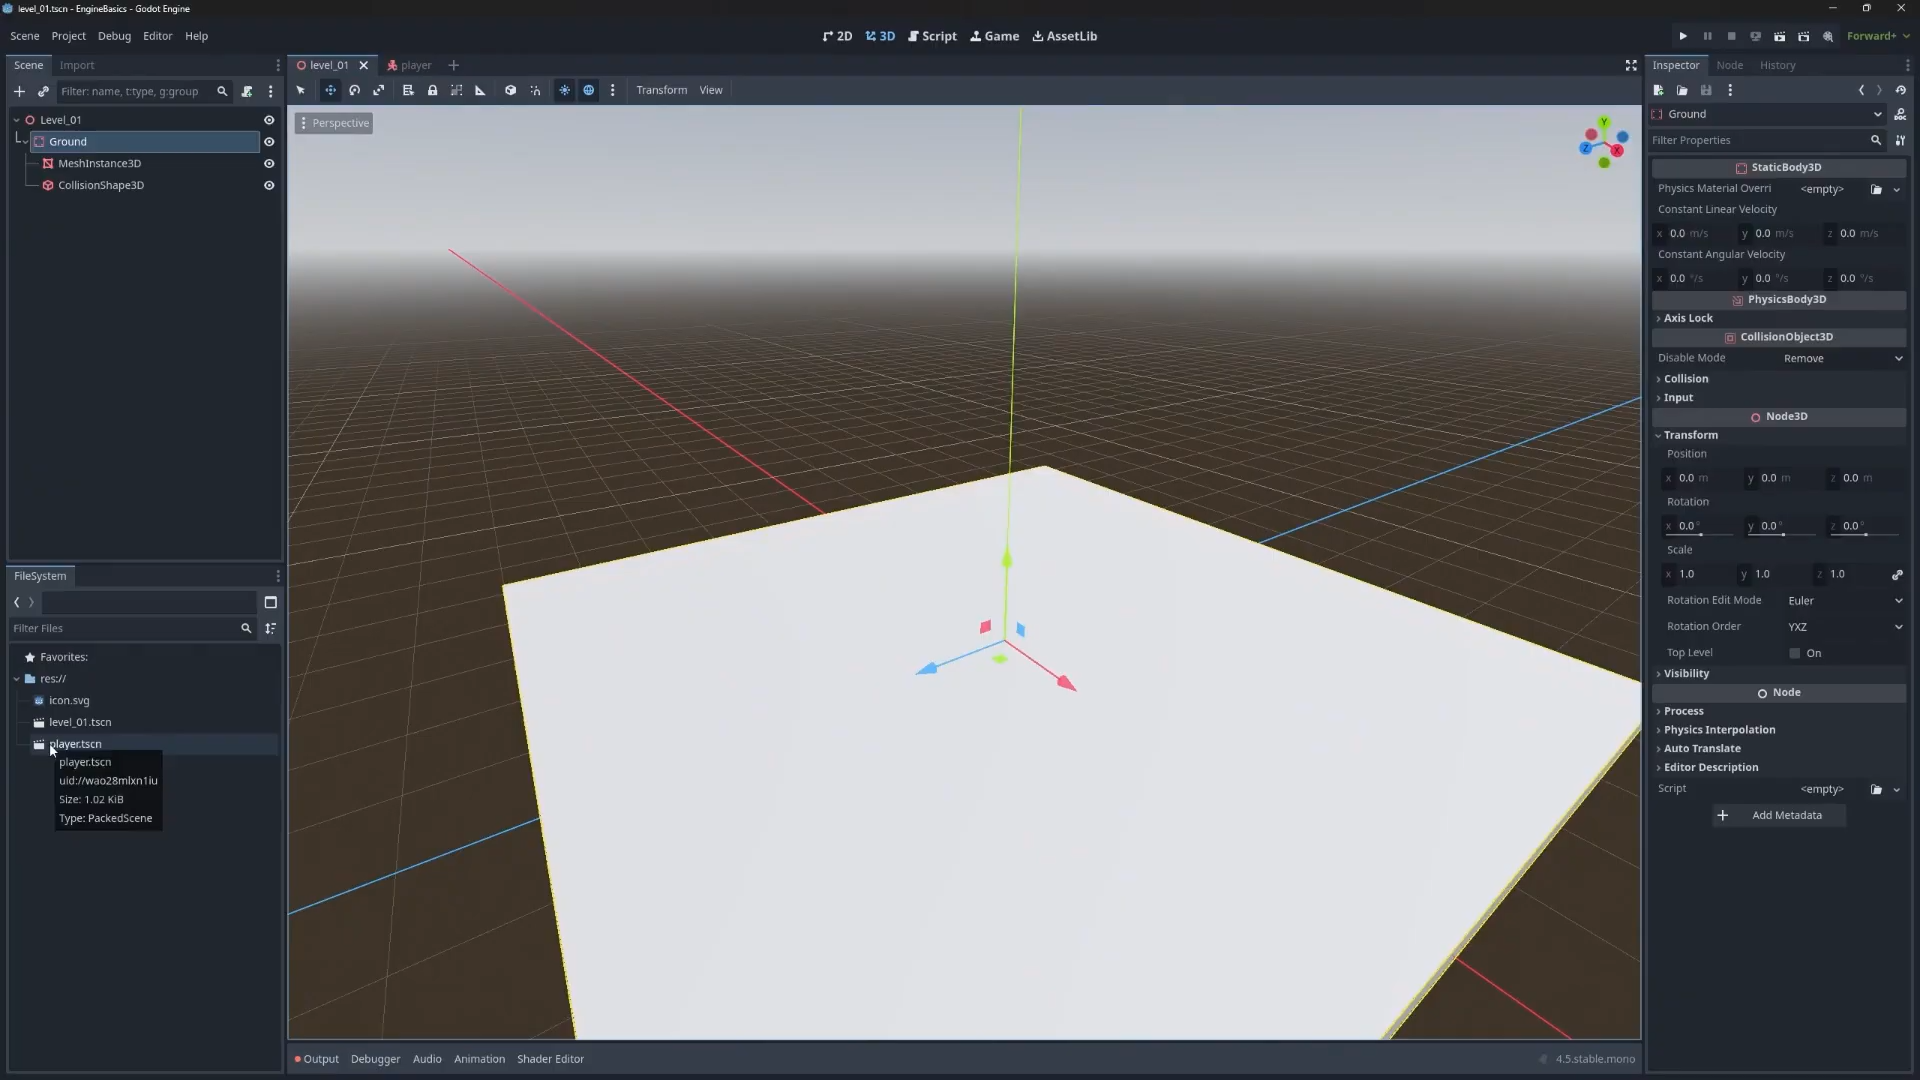 level_01.tscn - EngineBasics - Godot Engine
Scene Project Debug Editor Help
2D 3D Script Game AssetLib
Forward+
Scene Import
level_01 player
Inspector Node History
Filter: name, t:type, g:group
Transform View
Level_01
Ground
MeshInstance3D
CollisionShape3D
Perspective
Y
Z
X
FileSystem
Filter Files
Favorites:
res://
icon.svg
level_01.tscn
player.tscn
player.tscn
uid://wao28mlxn1iu
Size: 1.02 KiB
Type: PackedScene
Output Debugger Audio Animation Shader Editor
4.5.stable.mono
Ground
Filter Properties
StaticBody3D
Physics Material Overri <empty>
Constant Linear Velocity
x 0.0 m/s y 0.0 m/s z 0.0 m/s
Constant Angular Velocity
x 0.0 °/s y 0.0 °/s z 0.0 °/s
PhysicsBody3D
Axis Lock
CollisionObject3D
Disable Mode Remove
Collision
Input
Node3D
Transform
Position
x 0.0 m y 0.0 m z 0.0 m
Rotation
x 0.0 ° y 0.0 ° z 0.0 °
Scale
x 1.0 y 1.0 z 1.0
Rotation Edit Mode Euler
Rotation Order YXZ
Top Level On
Visibility
Node
Process
Physics Interpolation
Auto Translate
Editor Description
Script <empty>
Add Metadata